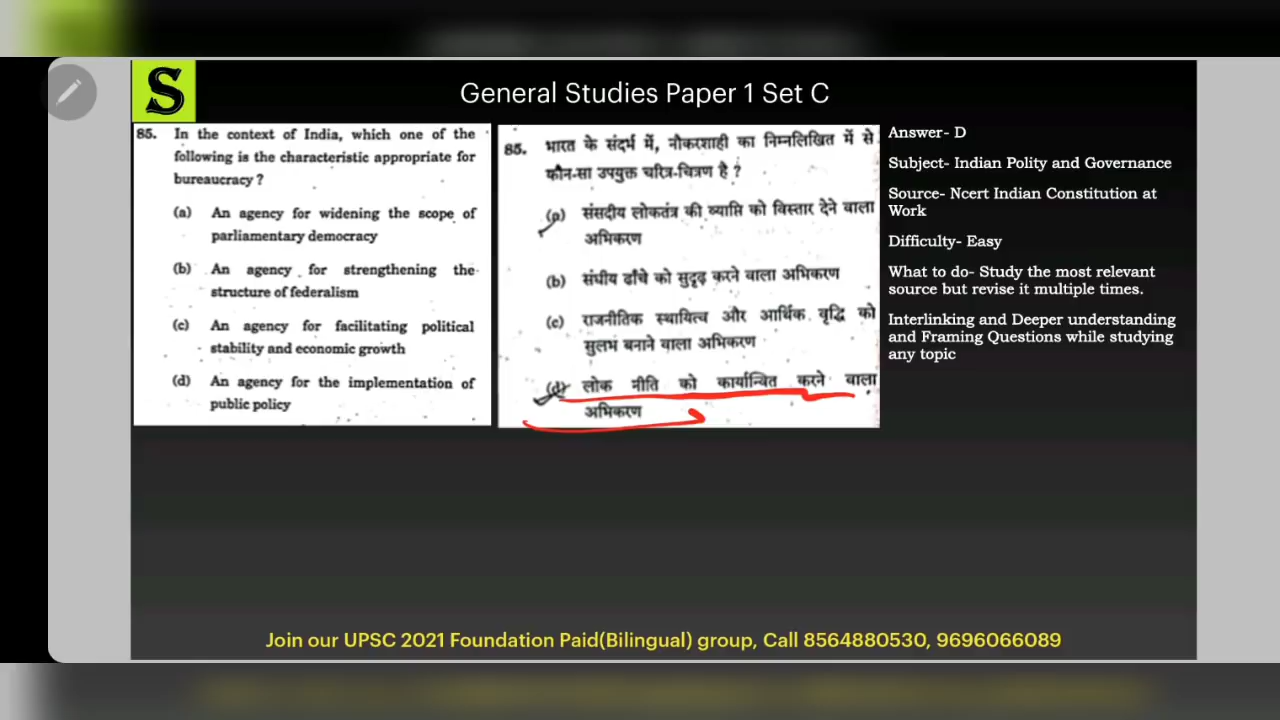 S
General Studies Paper 1 Set C
85. In the context of India, which one of the
following is the characteristic appropriate for
bureaucracy ?
(a) An agency for widening the scope of
parliamentary democracy
(b) An agency for strengthening the
structure of federalism
(c) An agency for facilitating political
stability and economic growth
(d) An agency for the implementation of
public policy
85. भारत के संदर्भ में, नौकरशाही का निम्नलिखित में से
कौन-सा उपयुक्त चरित्र-चित्रण है ?
(a) संसदीय लोकतंत्र की व्याप्ति को विस्तार देने वाला
अभिकरण
(b) संघीय ढाँचे को सुदृढ़ करने वाला अभिकरण
(c) राजनीतिक स्थायित्व और आर्थिक वृद्धि को
सुलभ बनाने वाला अभिकरण
(d) लोक नीति को कार्यान्वित करने वाला
अभिकरण
Answer- D
Subject- Indian Polity and Governance
Source- Ncert Indian Constitution at
Work
Difficulty- Easy
What to do- Study the most relevant
source but revise it multiple times.
Interlinking and Deeper understanding
and Framing Questions while studying
any topic
Join our UPSC 2021 Foundation Paid(Bilingual) group, Call 8564880530, 9696066089